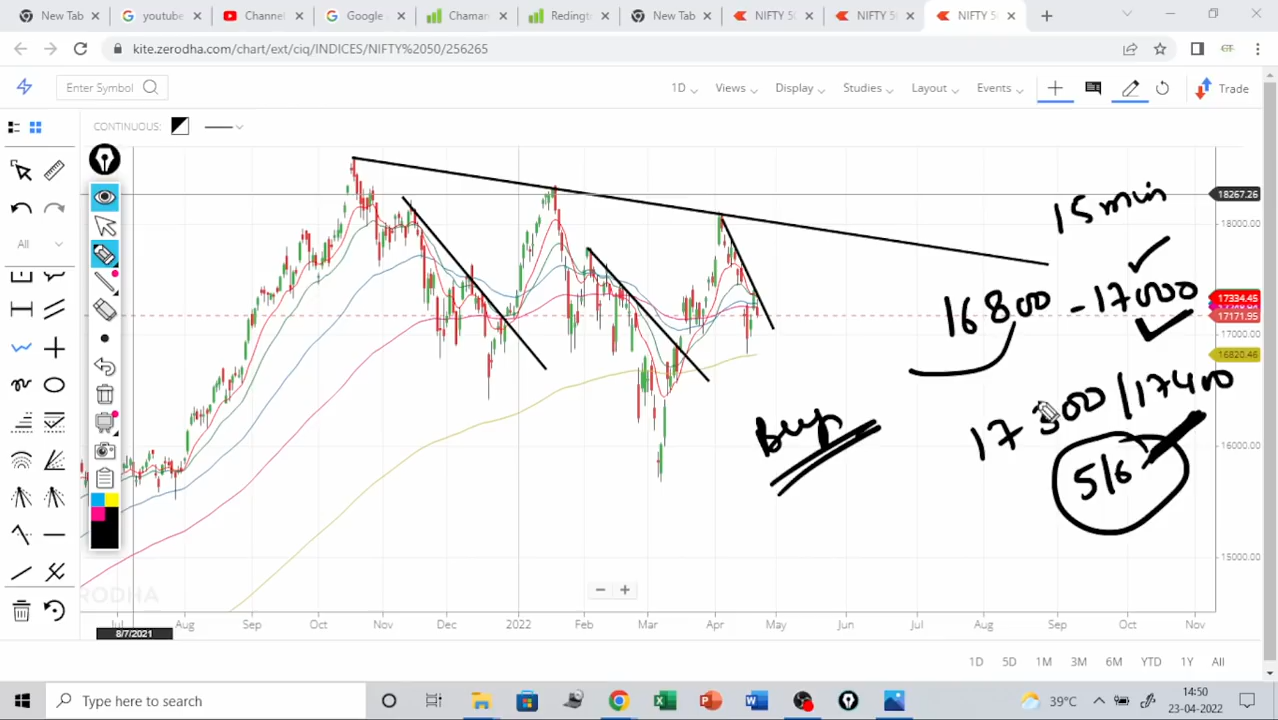 New Tab
youtube
Channel
Google
Chamar
Reding
New Tab
NIFTY 50
NIFTY 5
NIFTY 5
kite.zerodha.com/chart/ext/ciq/INDICES/NIFTY%2050/256265
GT
Enter Symbol
1D
Views
Display
Studies
Layout
Events
Trade
CONTINUOUS:
All
15 min
16800 - 17000
17300/17400
5/6
Buy
18267.26
18000.00
17334.45
17171.95
17000.00
16820.46
16000.00
15000.00
RODHA
Jul
Aug
Sep
Oct
Nov
Dec
2022
Feb
Mar
Apr
May
Jun
Jul
Aug
Sep
Oct
Nov
8/7/2021
1D
5D
1M
3M
6M
YTD
1Y
All
Type here to search
39°C
14:50
23-04-2022